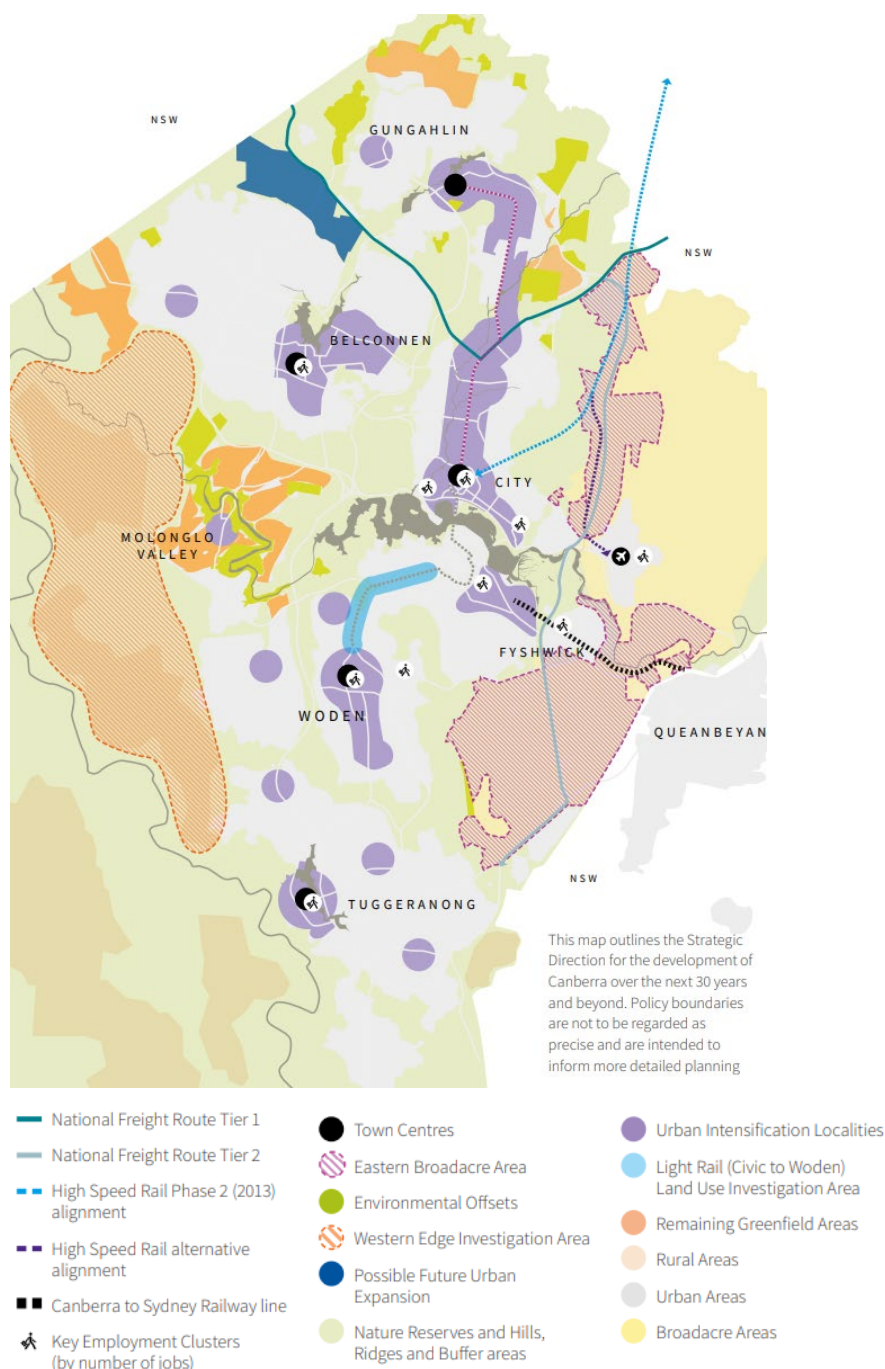 NSW
GUNGAHLIN
NSW
BELCONNEN
CITY
MOLONGLO
VALLEY
FYSHWICK
WODEN
QUEANBEYAN
NSW
TUGGERANONG
This map outlines the Strategic
Direction for the development of
Canberra over the next 30 years
and beyond. Policy boundaries
are not to be regarded as
precise and are intended to
inform more detailed planning
National Freight Route Tier 1
National Freight Route Tier 2
High Speed Rail Phase 2 (2013)
alignment
High Speed Rail alternative
alignment
Canberra to Sydney Railway line
Key Employment Clusters
(by number of jobs)
Town Centres
Eastern Broadacre Area
Environmental Offsets
Western Edge Investigation Area
Possible Future Urban
Expansion
Nature Reserves and Hills,
Ridges and Buffer areas
Urban Intensification Localities
Light Rail (Civic to Woden)
Land Use Investigation Area
Remaining Greenfield Areas
Rural Areas
Urban Areas
Broadacre Areas